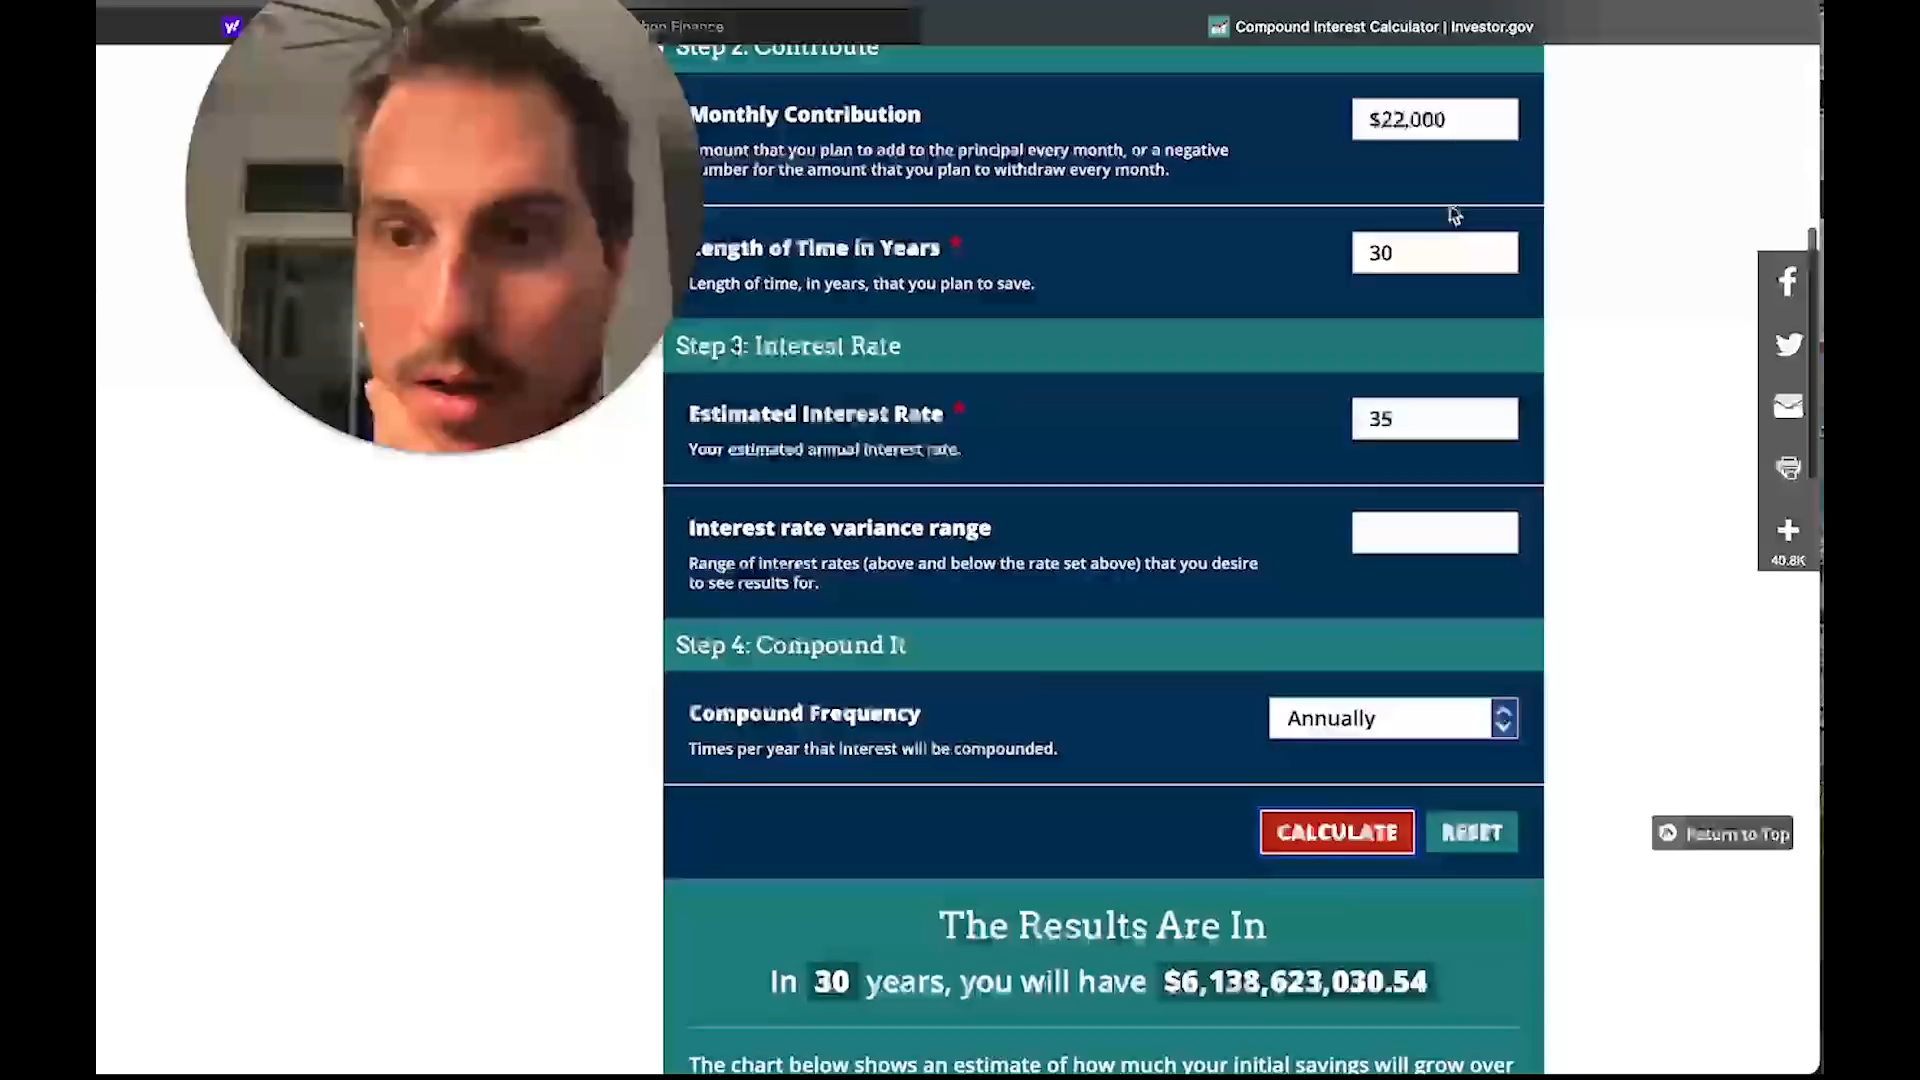 Finance
Compound Interest Calculator | Investor.gov
Step 2: Contribute
Monthly Contribution
$22,000
mount that you plan to add to the principal every month, or a negative
umber for the amount that you plan to withdraw every month.
Length of Time in Years *
30
Length of time, in years, that you plan to save.
Step 3: Interest Rate
Estimated Interest Rate *
35
Your estimated annual interest rate.
Interest rate variance range
Range of interest rates (above and below the rate set above) that you desire
to see results for.
Step 4: Compound It
Compound Frequency
Annually
Times per year that interest will be compounded.
CALCULATE
RESET
Return to Top
40.8K
The Results Are In
In 30 years, you will have $6,138,623,030.54
The chart below shows an estimate of how much your initial savings will grow over